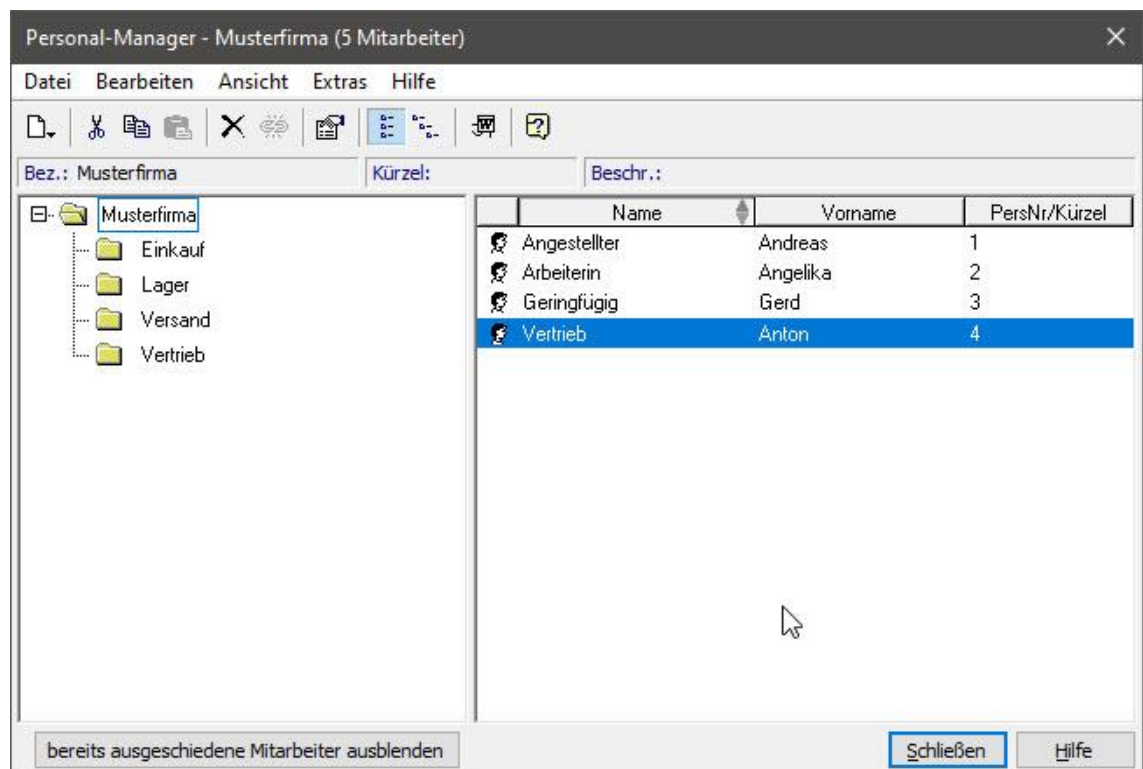 Personal-Manager - Musterfirma (5 Mitarbeiter)
Datei Bearbeiten Ansicht Extras Hilfe
Bez.: Musterfirma Kürzel: Beschr.:
Musterfirma
Einkauf
Lager
Versand
Vertrieb
Name Vorname PersNr/Kürzel
Angestellter Andreas 1
Arbeiterin Angelika 2
Geringfügig Gerd 3
Vertrieb Anton 4
bereits ausgeschiedene Mitarbeiter ausblenden Schließen Hilfe